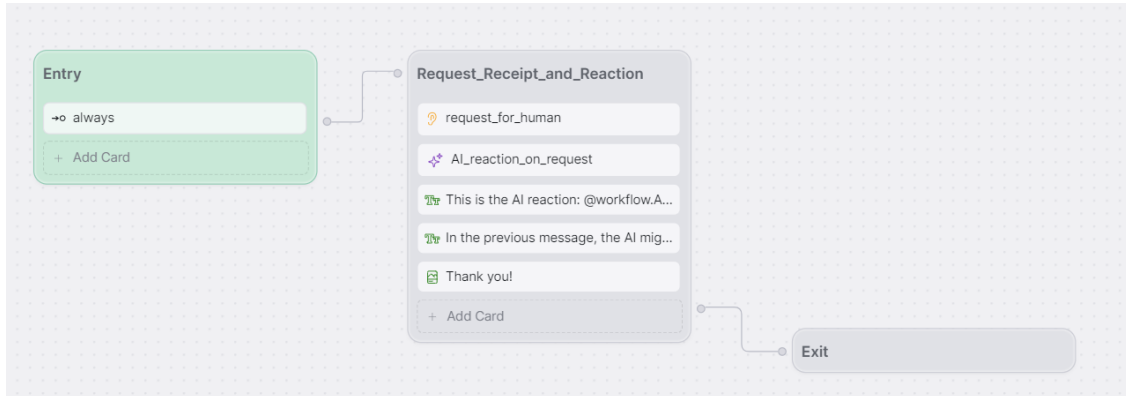 Entry
always
+ Add Card
Request_Receipt_and_Reaction
request_for_human
AI_reaction_on_request
This is the AI reaction: @workflow.A...
In the previous message, the AI mig...
Thank you!
+ Add Card
Exit